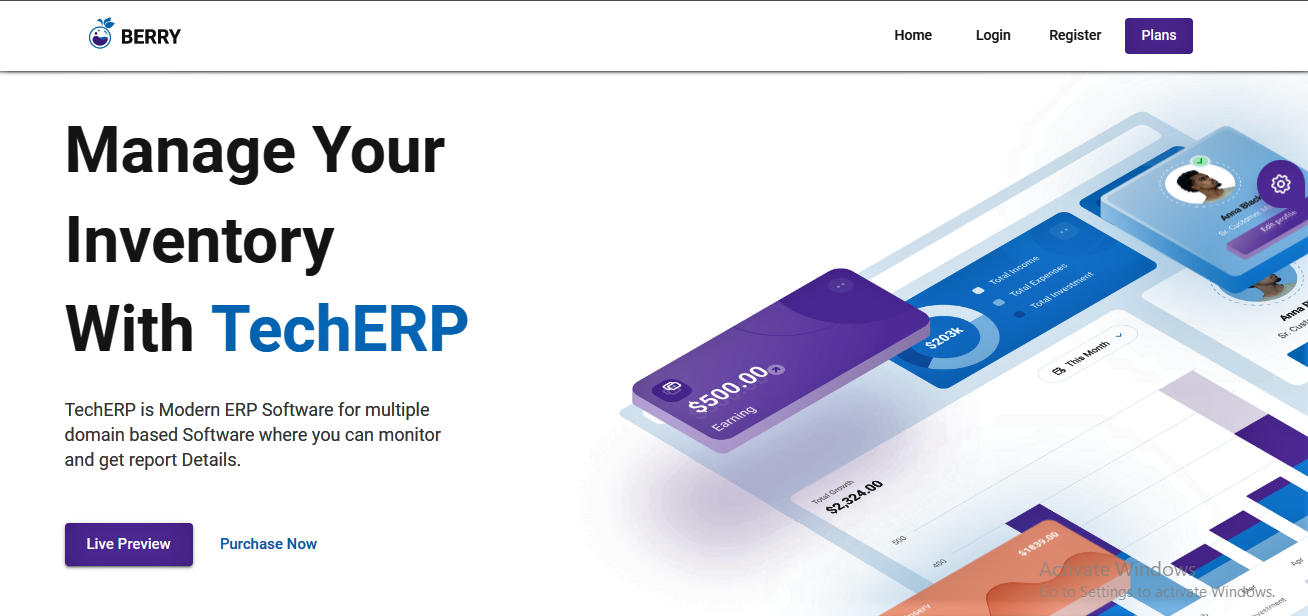 BERRY
Home
Login
Register
Plans
Manage Your
Inventory
With TechERP
TechERP is Modern ERP Software for multiple
domain based Software where you can monitor
and get report Details.
Live Preview
Purchase Now
$500.00
Earning
$203k
Total Income
Total Expenses
Total Investment
This Month
Edit profile
Anna Black
Sr. Customer
Anna B
Sr. Custo
Total Growth
$2,324.00
500
400
$1839.00
Apr
Activate Windows
Go to Settings to activate Windows.